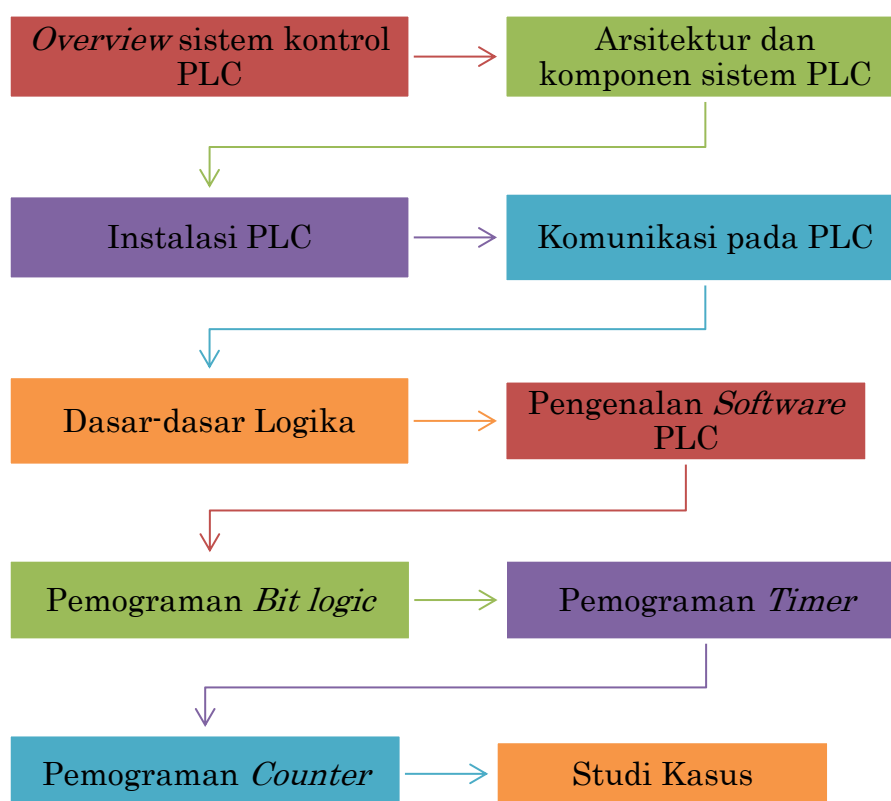 Overview sistem kontrol
PLC
Arsitektur dan
komponen sistem PLC
Instalasi PLC
Komunikasi pada PLC
Dasar-dasar Logika
Pengenalan Software
PLC
Pemograman Bit logic
Pemograman Timer
Pemograman Counter
Studi Kasus